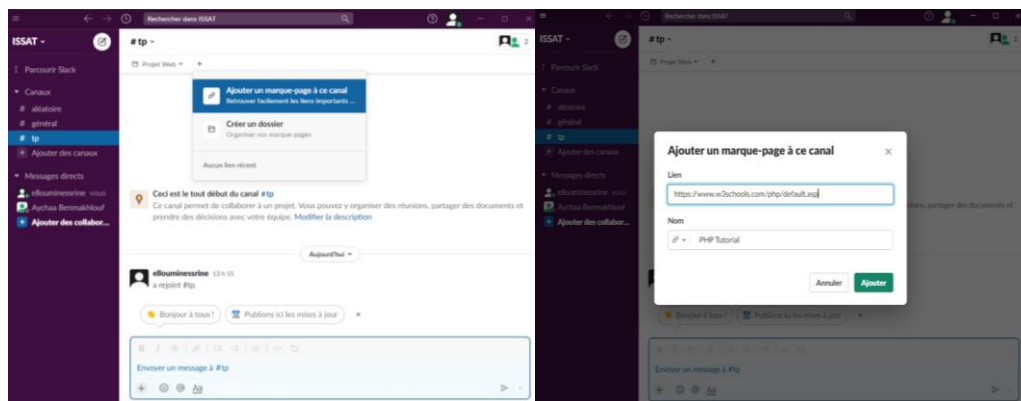 Rechercher dans ISSAT
ISSAT
# tp
2
Projet Web
+
Parcourir Slack
Canaux
# aléatoire
# général
# tp
+ Ajouter des canaux
Messages directs
ellouminessrine vous
Aychaa Benmakhlouf
+ Ajouter des collabor...
Ajouter un marque-page à ce canal
Retrouver facilement les liens importants ...
Créer un dossier
Organiser vos marque-pages
Aucun lien récent
Ceci est le tout début du canal #tp
Ce canal permet de collaborer à un projet. Vous pouvez y organiser des réunions, partager des documents et
prendre des décisions avec votre équipe. Modifier la description
Aujourd'hui
ellouminessrine 13 h 55
a rejoint #tp.
Bonjour à tous !
Publions ici les mises à jour
Envoyer un message à #tp
Rechercher dans ISSAT
ISSAT
# tp
2
Projet Web
+
Parcourir Slack
Canaux
# aléatoire
# général
# tp
+ Ajouter des canaux
Messages directs
ellouminessrine vous
Aychaa Benmakhlouf
+ Ajouter des collabor...
Ajouter un marque-page à ce canal
Lien
https://www.w3schools.com/php/default.asp
Nom
PHP Tutorial
Annuler
Ajouter
nions, partager des documents et
Bonjour à tous !
Publions ici les mises à jour
Envoyer un message à #tp